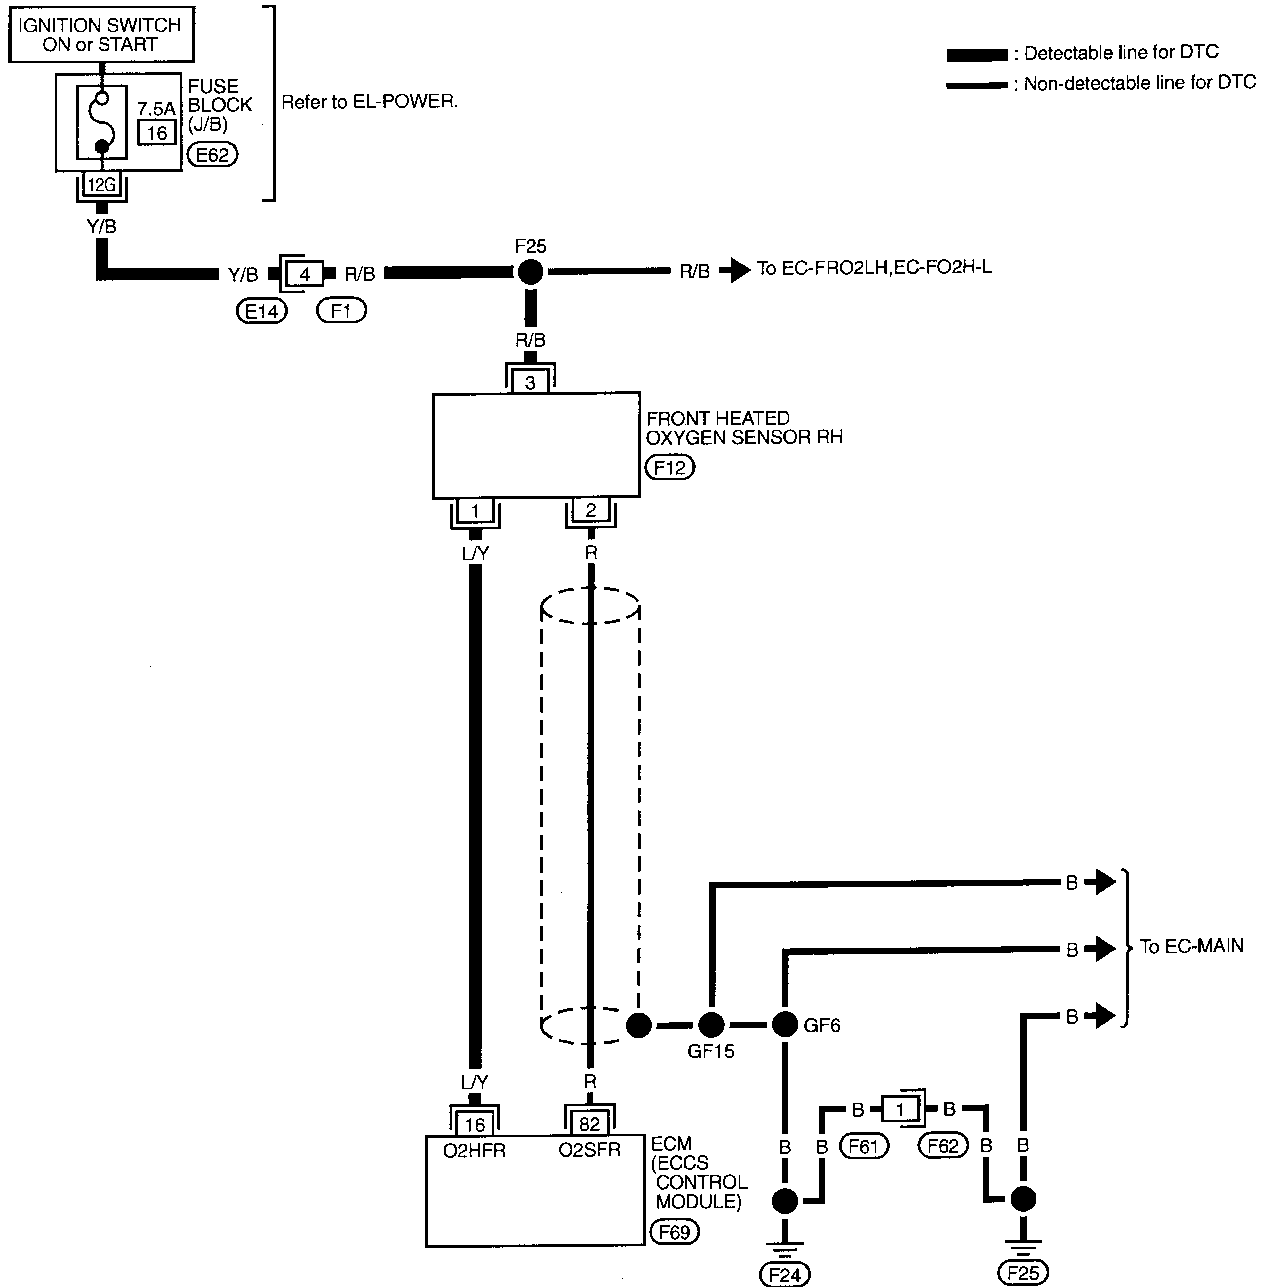 IGNITION SWITCH
ON or START
FUSE
BLOCK
(J/B)
7.5A
16
E62
12G
Refer to EL-POWER.
: Detectable line for DTC
: Non-detectable line for DTC
Y/B
Y/B
4
R/B
E14
F1
F25
R/B
To EC-FRO2LH,EC-FO2H-L
R/B
3
FRONT HEATED
OXYGEN SENSOR RH
F12
1
2
L/Y
R
B
B
To EC-MAIN
B
GF15
GF6
L/Y
R
16
82
O2HFR
O2SFR
ECM
(ECCS
CONTROL
MODULE)
F69
B
1
B
F61
F62
B
B
B
B
F24
F25